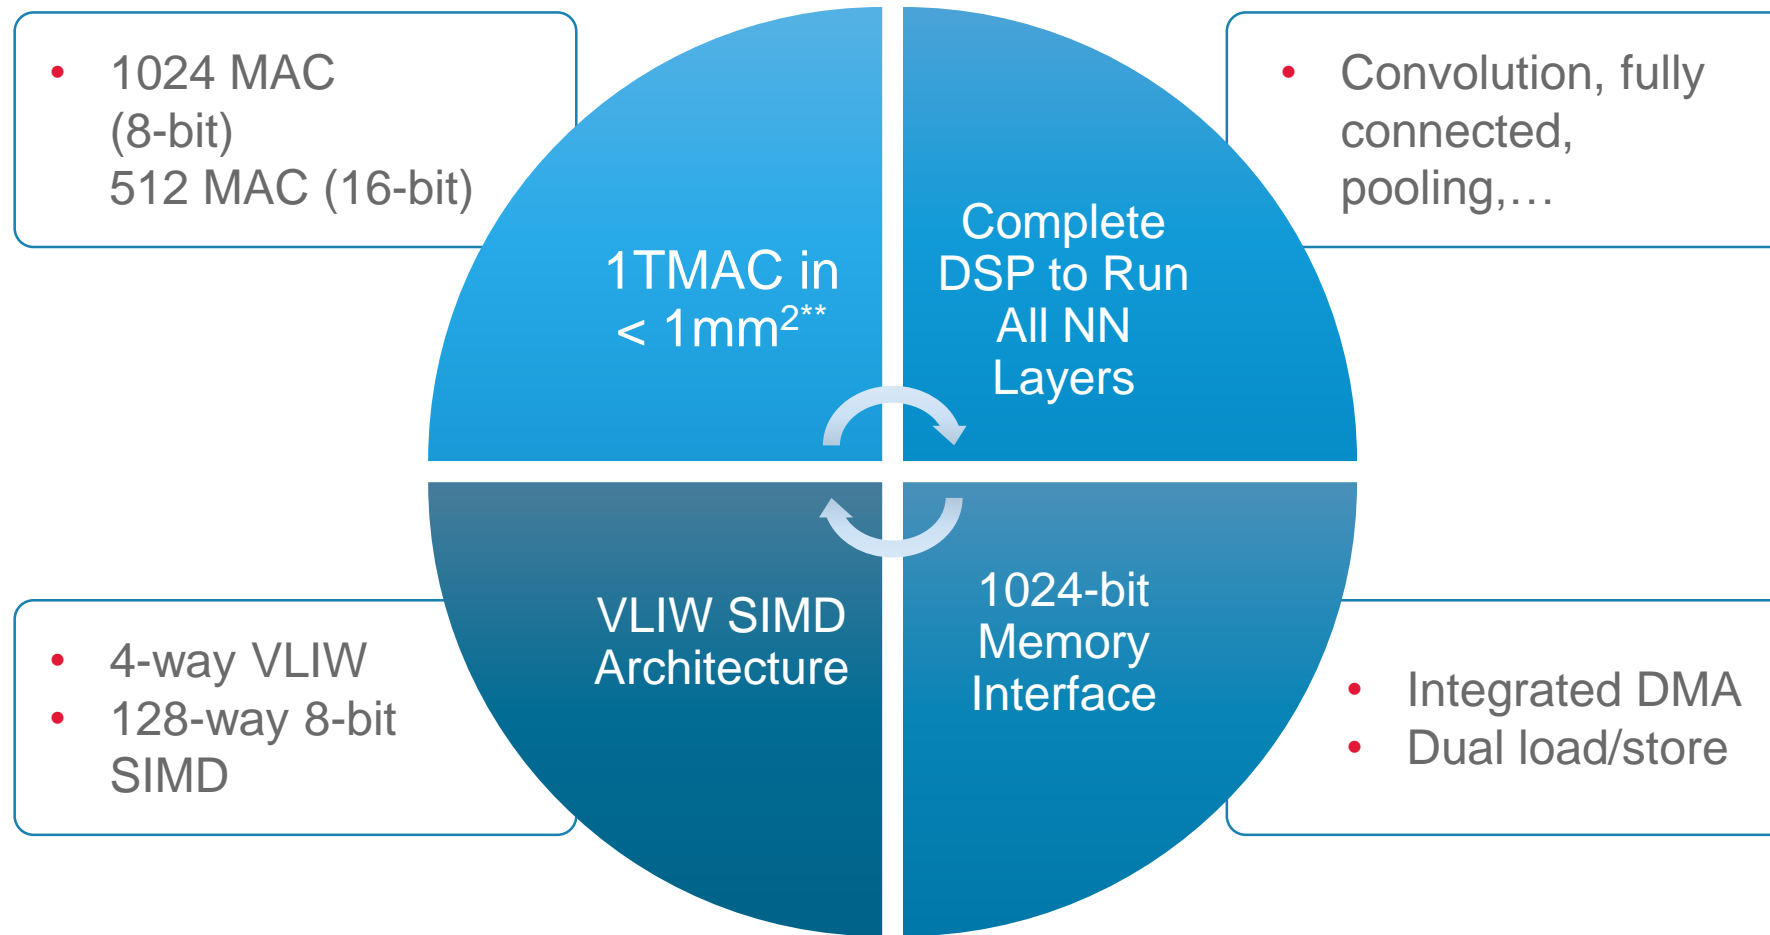 • 1024 MAC
(8-bit)
512 MAC (16-bit)
1TMAC in
< 1mm²**
Complete
DSP to Run
All NN
Layers
• Convolution, fully
connected,
pooling,…
• 4-way VLIW
• 128-way 8-bit
SIMD
VLIW SIMD
Architecture
1024-bit
Memory
Interface
• Integrated DMA
• Dual load/store